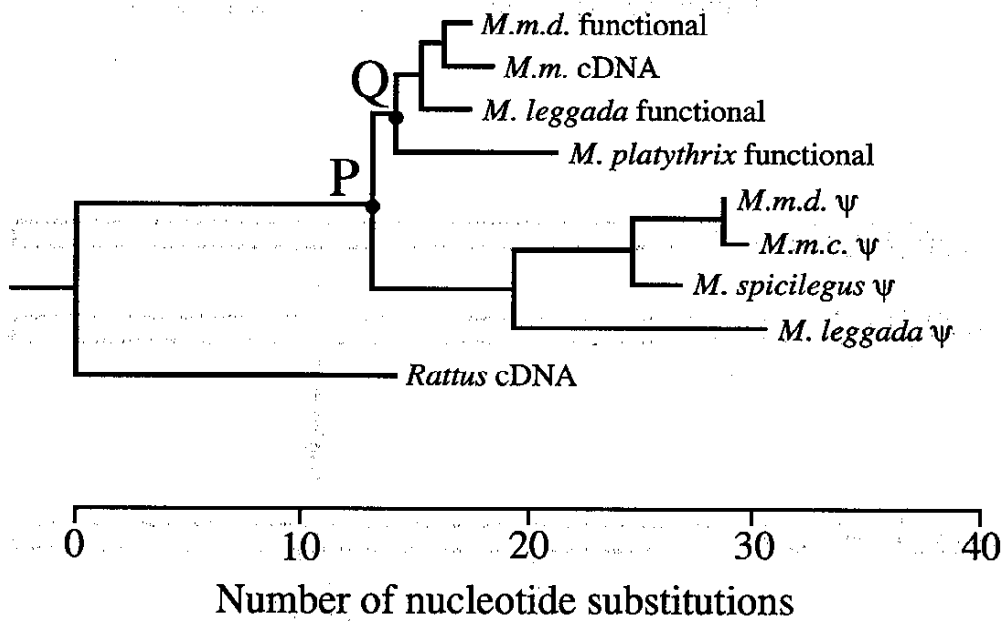 M.m.d. functional
Q
M.m. cDNA
M. leggada functional
M. platythrix functional
P
M.m.d. ψ
M.m.c. ψ
M. spicilegus ψ
M. leggada ψ
Rattus cDNA
0 10 20 30 40
Number of nucleotide substitutions